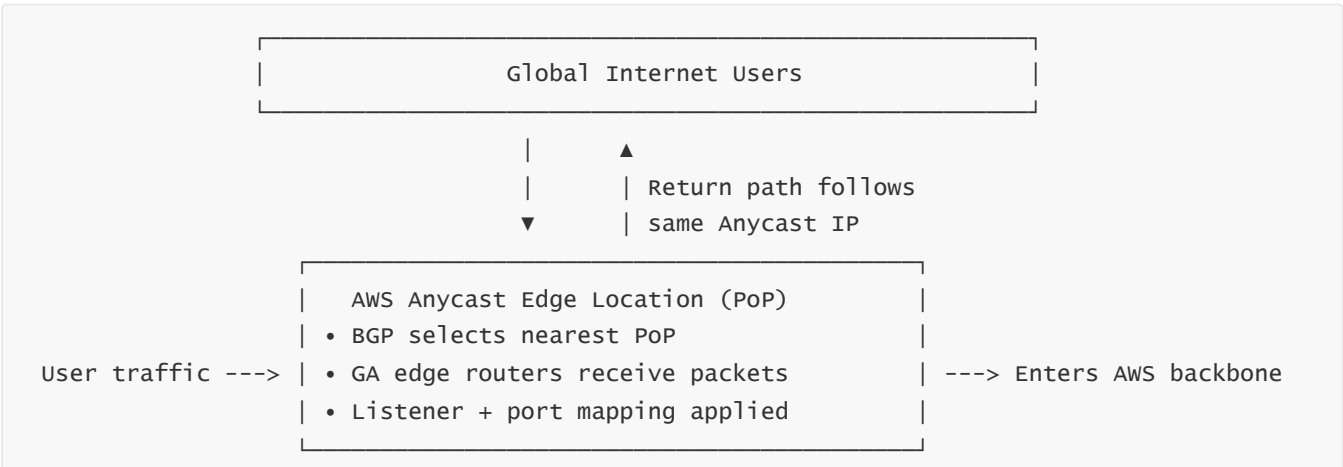 Global Internet Users
Return path follows
same Anycast IP
AWS Anycast Edge Location (PoP)
• BGP selects nearest PoP
User traffic ---> • GA edge routers receive packets ---> Enters AWS backbone
• Listener + port mapping applied